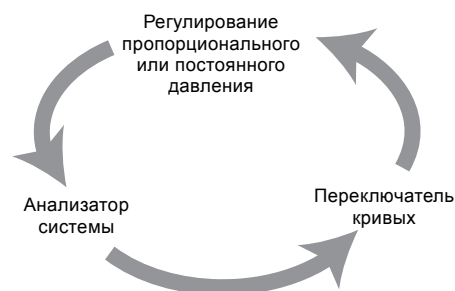 Регулирование
пропорционального
или постоянного
давления
Анализатор
системы
Переключатель
кривых